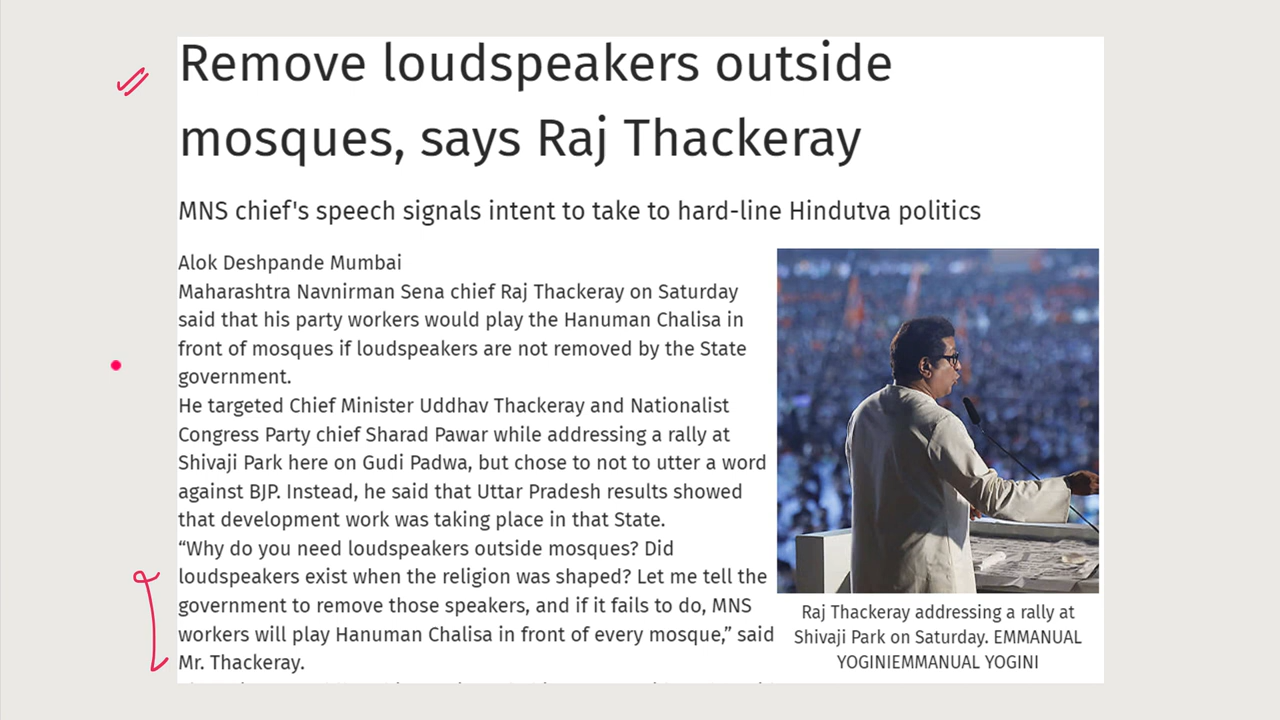 Remove loudspeakers outside
mosques, says Raj Thackeray
MNS chief's speech signals intent to take to hard-line Hindutva politics
Alok Deshpande Mumbai
Maharashtra Navnirman Sena chief Raj Thackeray on Saturday
said that his party workers would play the Hanuman Chalisa in
front of mosques if loudspeakers are not removed by the State
government.
He targeted Chief Minister Uddhav Thackeray and Nationalist
Congress Party chief Sharad Pawar while addressing a rally at
Shivaji Park here on Gudi Padwa, but chose to not to utter a word
against BJP. Instead, he said that Uttar Pradesh results showed
that development work was taking place in that State.
“Why do you need loudspeakers outside mosques? Did
loudspeakers exist when the religion was shaped? Let me tell the
government to remove those speakers, and if it fails to do, MNS
workers will play Hanuman Chalisa in front of every mosque,” said
Mr. Thackeray.
Raj Thackeray addressing a rally at
Shivaji Park on Saturday. EMMANUAL
YOGINIEMMANUAL YOGINI